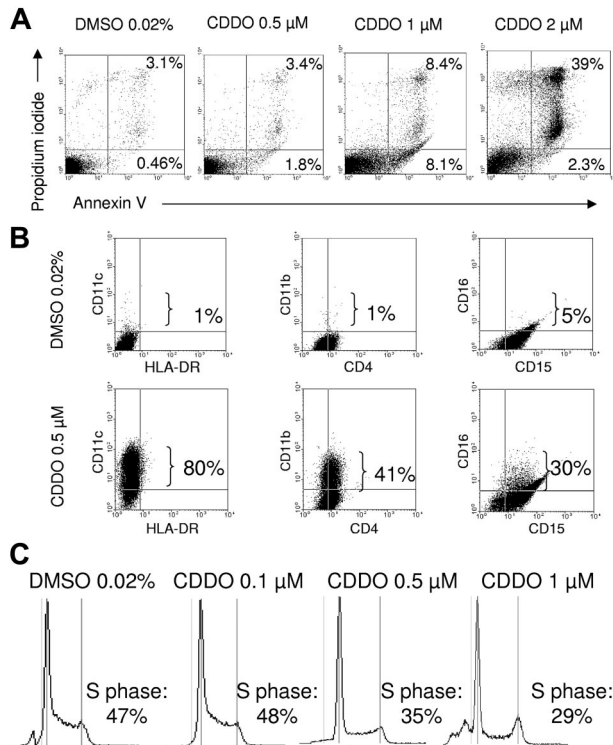 A
DMSO 0.02% CDDO 0.5 µM CDDO 1 µM CDDO 2 µM
Propidium iodide
3.1% 3.4% 8.4% 39%
0.46% 1.8% 8.1% 2.3%
Annexin V
B
DMSO 0.02%
CD11c CD11b CD16
1% 1% 5%
HLA-DR CD4 CD15
CDDO 0.5 µM
CD11c CD11b CD16
80% 41% 30%
HLA-DR CD4 CD15
C
DMSO 0.02% CDDO 0.1 µM CDDO 0.5 µM CDDO 1 µM
S phase: S phase: S phase: S phase:
47% 48% 35% 29%